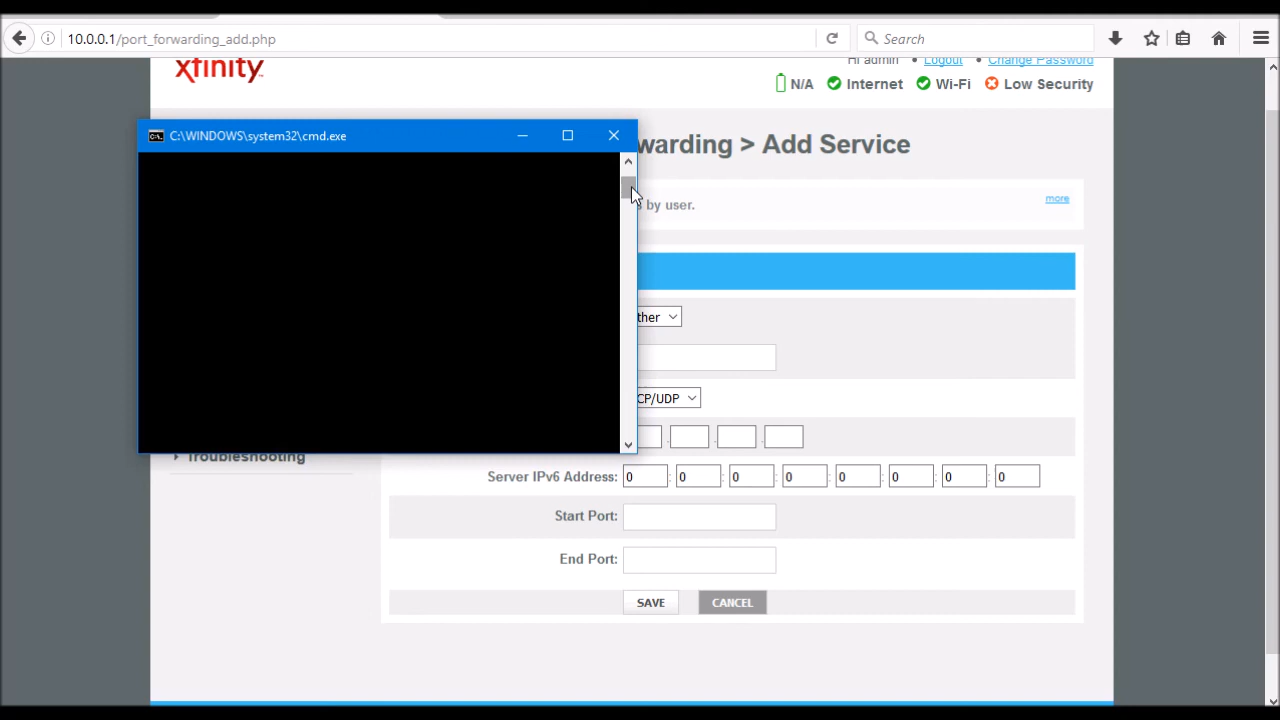 10.0.0.1/port_forwarding_add.php
Search
xfinity
Hi admin • Logout • Change Password
N/A Internet Wi-Fi Low Security
C:\WINDOWS\system32\cmd.exe
warding > Add Service
by user.
more
ther
CP/UDP
Troubleshooting
Server IPv6 Address: 0 : 0 : 0 : 0 : 0 : 0 : 0 : 0
Start Port:
End Port:
SAVE CANCEL